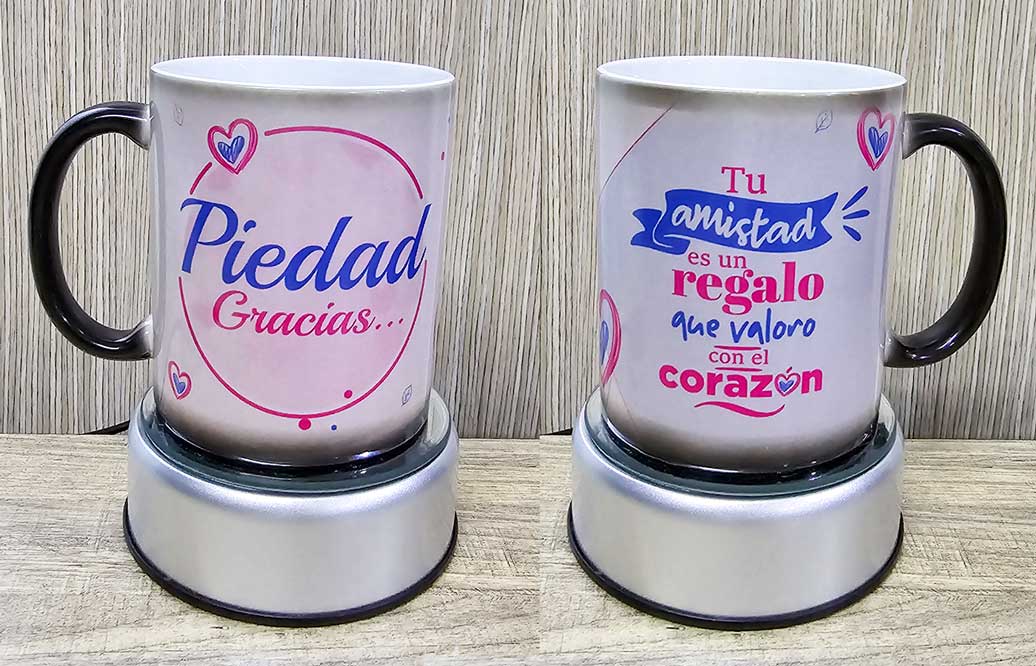 Piedad
Gracias...
Tu
amistad
es un
regalo
que valoro
con el
corazón